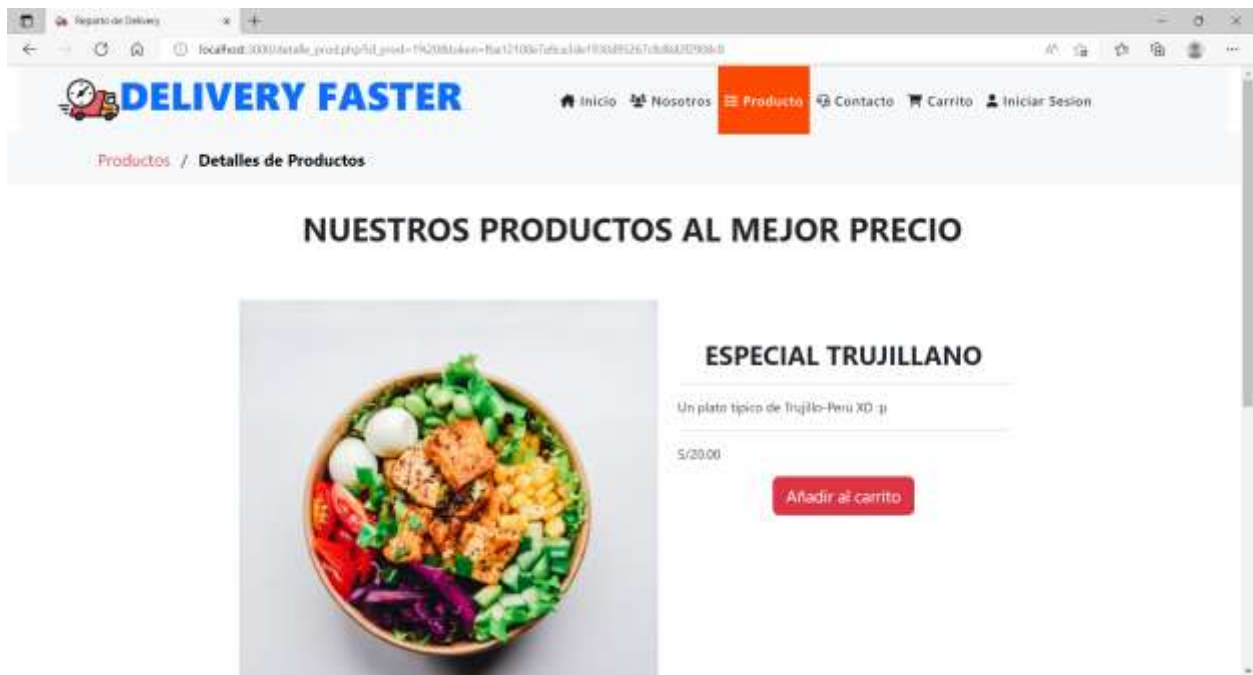 Reparto de Delivery
DELIVERY FASTER
Inicio Nosotros Producto Contacto Carrito Iniciar Sesion
Productos / Detalles de Productos
NUESTROS PRODUCTOS AL MEJOR PRECIO
ESPECIAL TRUJILLANO
Un plato tipico de Trujillo-Peru XD :p
S/20.00
Añadir al carrito